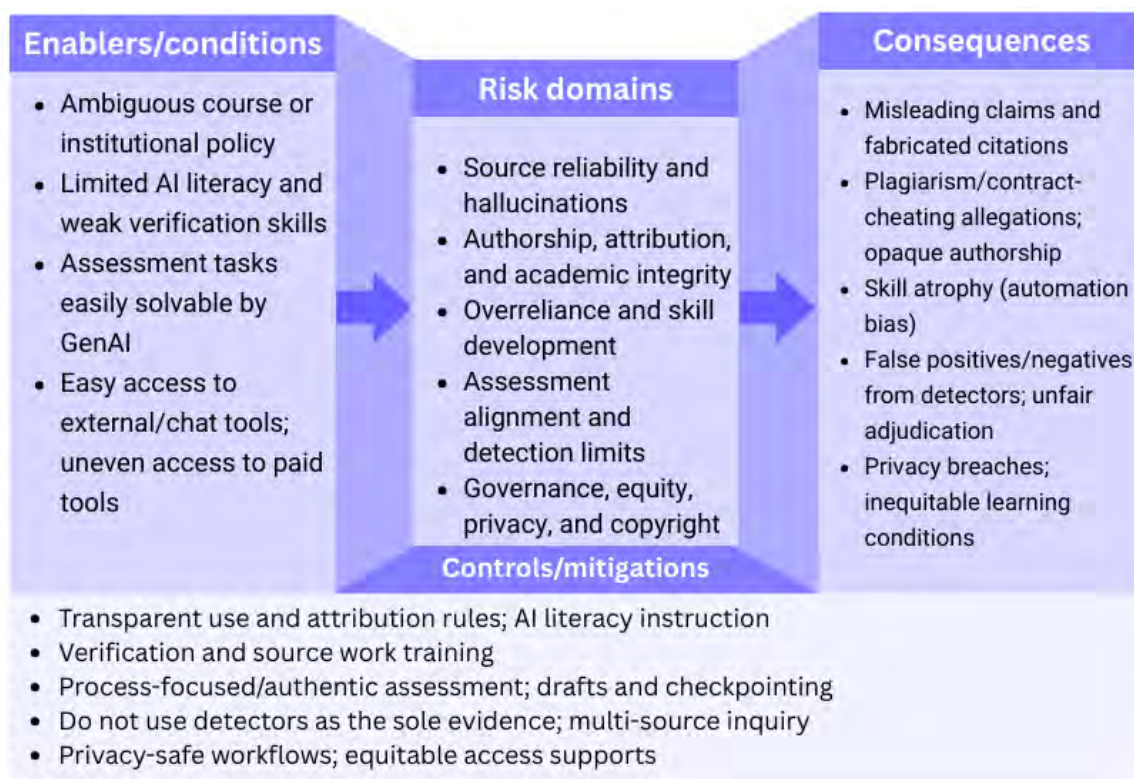 Enablers/conditions
• Ambiguous course or
institutional policy
• Limited AI literacy and
weak verification skills
• Assessment tasks
easily solvable by
GenAI
• Easy access to
external/chat tools;
uneven access to paid
tools
Risk domains
• Source reliability and
hallucinations
• Authorship, attribution,
and academic integrity
• Overreliance and skill
development
• Assessment
alignment and
detection limits
• Governance, equity,
privacy, and copyright
Consequences
• Misleading claims and
fabricated citations
• Plagiarism/contract-
cheating allegations;
opaque authorship
• Skill atrophy (automation
bias)
• False positives/negatives
from detectors; unfair
adjudication
• Privacy breaches;
inequitable learning
conditions
Controls/mitigations
• Transparent use and attribution rules; AI literacy instruction
• Verification and source work training
• Process-focused/authentic assessment; drafts and checkpointing
• Do not use detectors as the sole evidence; multi-source inquiry
• Privacy-safe workflows; equitable access supports